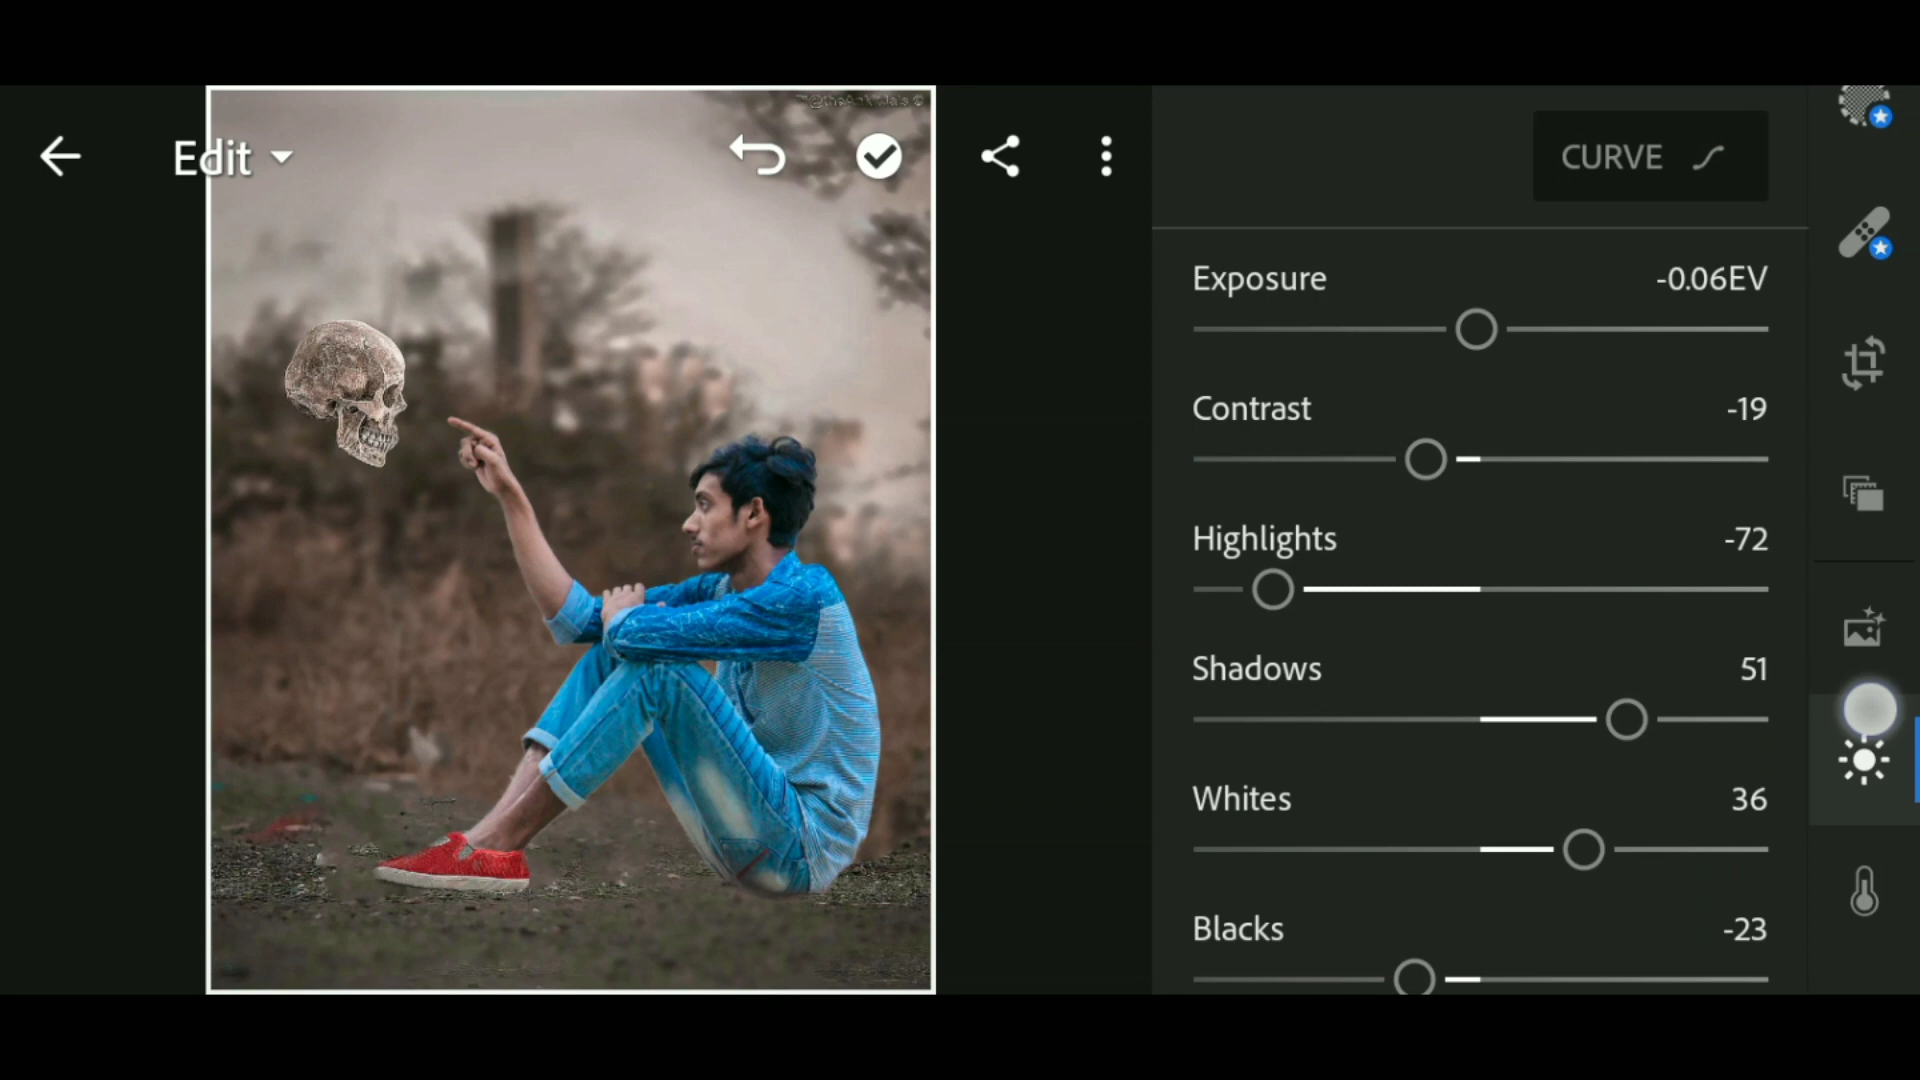 Edit
CURVE
Exposure -0.06EV
Contrast -19
Highlights -72
Shadows 51
Whites 36
Blacks -23